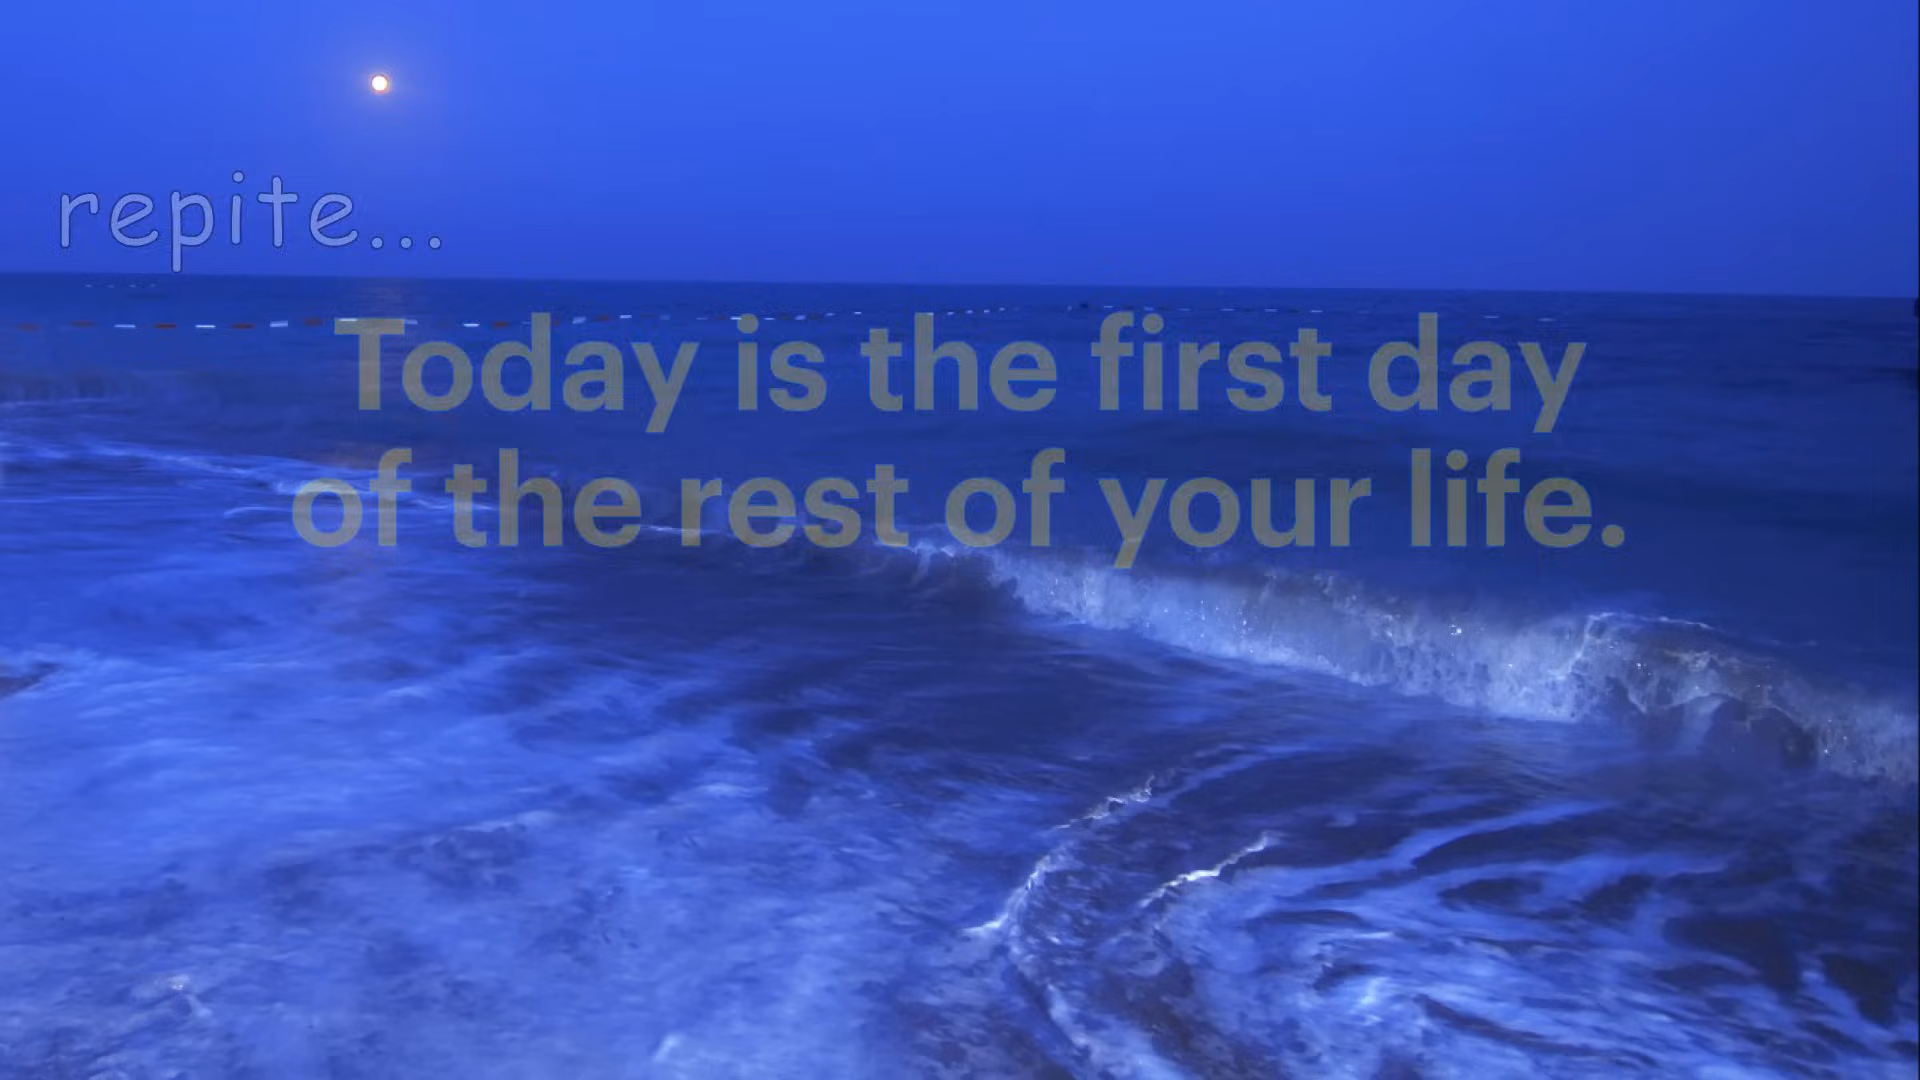 repite...
Today is the first day
of the rest of your life.